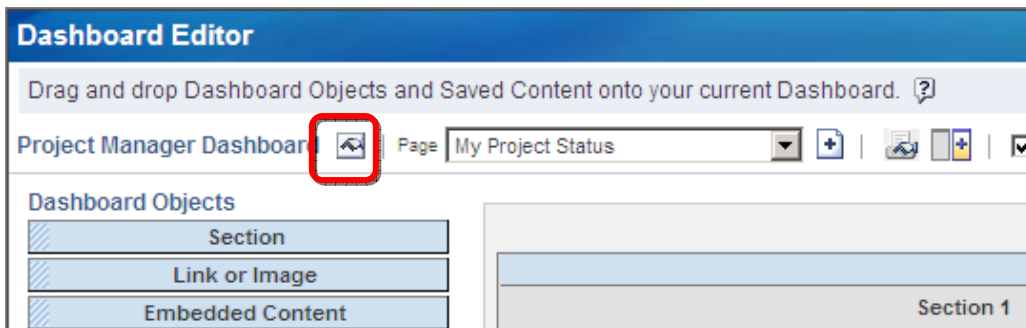 Dashboard Editor
Drag and drop Dashboard Objects and Saved Content onto your current Dashboard. ?
Project Manager Dashboard Page My Project Status
Dashboard Objects
Section
Link or Image
Embedded Content
Section 1